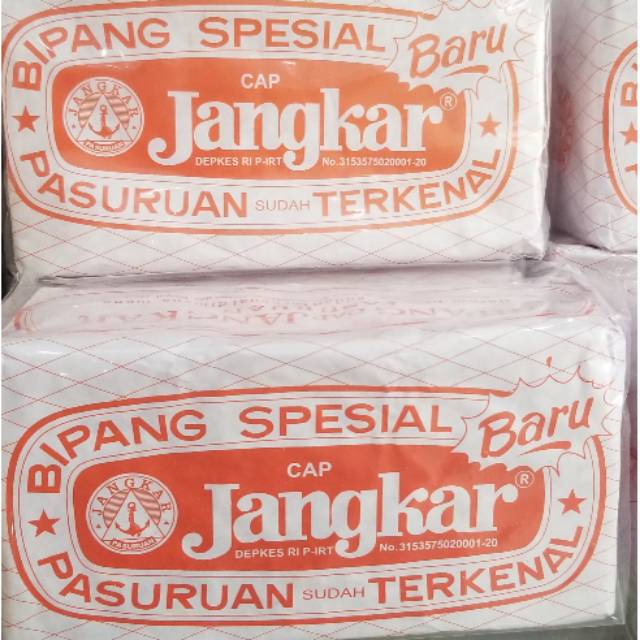 BIPANG SPESIAL
Baru
CAP
JANGKAR
Jangkar®
PASURUAN
DEPKES RI P-IRT No.3153575020001-20
PASURUAN SUDAH TERKENAL
BIPANG SPESIAL
Baru
CAP
JANGKAR
Jangkar®
PASURUAN
DEPKES RI P-IRT No.3153575020001-20
PASURUAN SUDAH TERKENAL